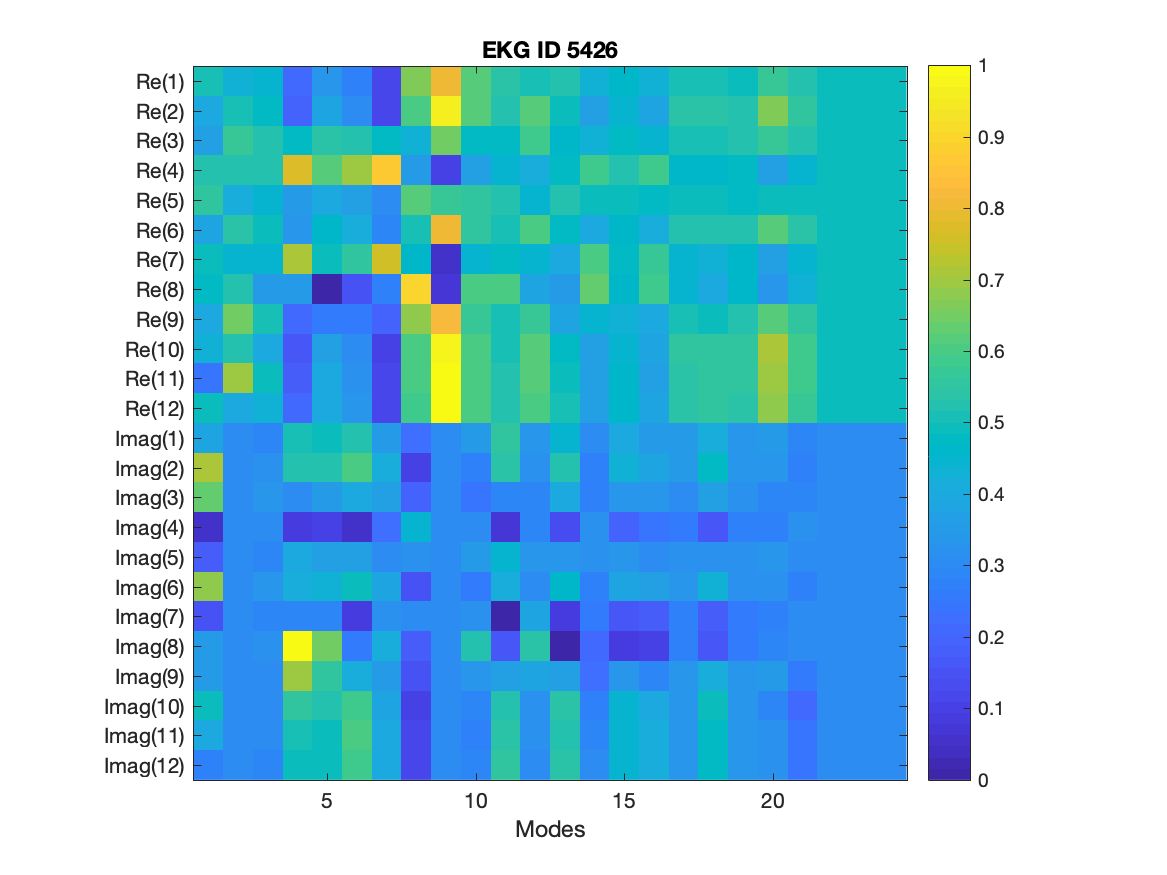 EKG ID 5426
Re(1)
Re(2)
Re(3)
Re(4)
Re(5)
Re(6)
Re(7)
Re(8)
Re(9)
Re(10)
Re(11)
Re(12)
Imag(1)
Imag(2)
Imag(3)
Imag(4)
Imag(5)
Imag(6)
Imag(7)
Imag(8)
Imag(9)
Imag(10)
Imag(11)
Imag(12)
5 10 15 20
Modes
1
0.9
0.8
0.7
0.6
0.5
0.4
0.3
0.2
0.1
0